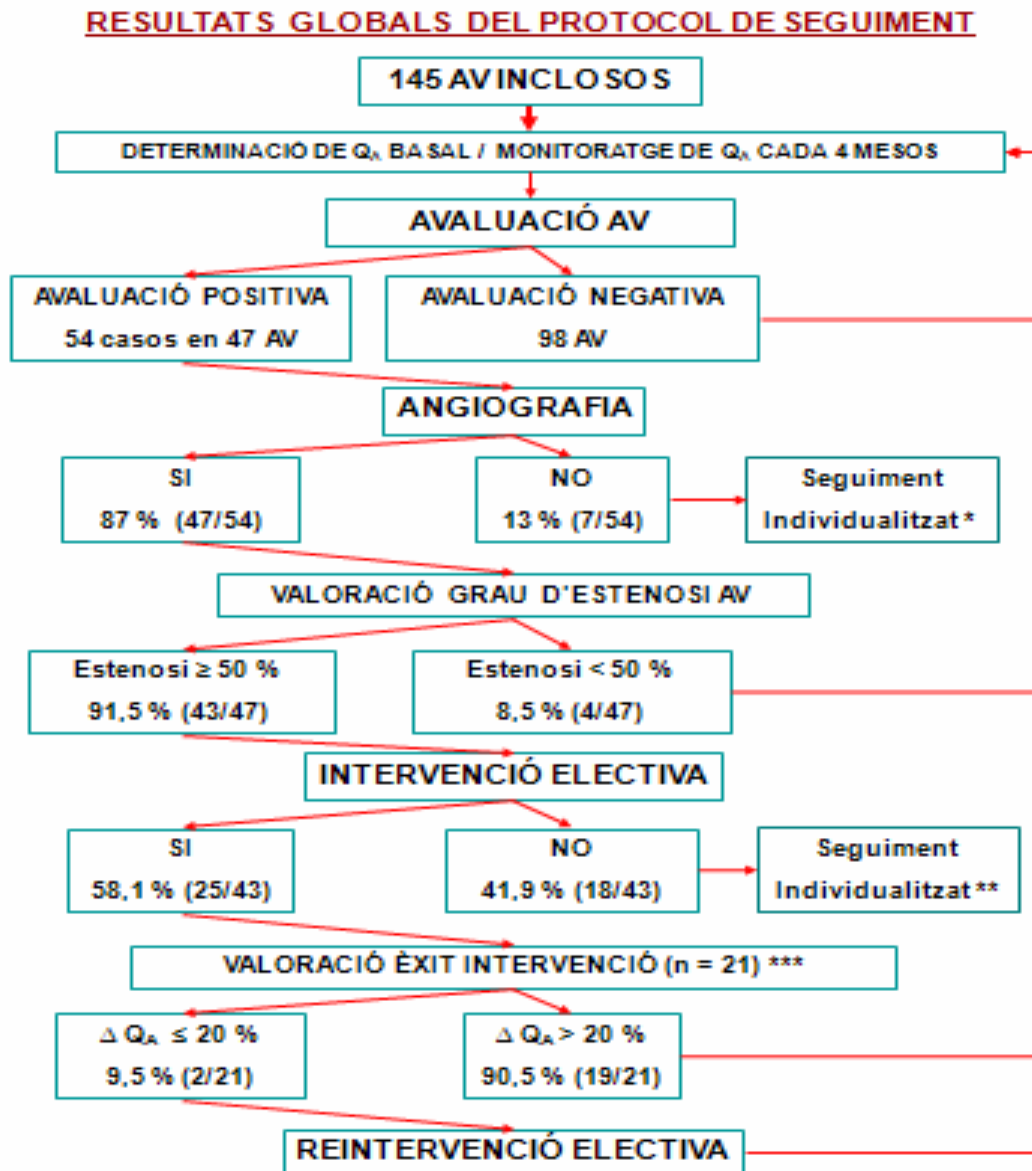 RESULTATS GLOBALS DEL PROTOCOL DE SEGUIMENT
145 AV INCLOSOS
DETERMINACIÓ DE QA BASAL / MONITORATGE DE QA CADA 4 MESOS
AVALUACIÓ AV
AVALUACIÓ POSITIVA
54 casos en 47 AV
AVALUACIÓ NEGATIVA
98 AV
ANGIOGRAFIA
SI
87 % (47/54)
NO
13 % (7/54)
Seguiment
Individualitzat *
VALORACIÓ GRAU D'ESTENOSI AV
Estenosi ≥ 50 %
91,5 % (43/47)
Estenosi < 50 %
8,5 % (4/47)
INTERVENCIÓ ELECTIVA
SI
58,1 % (25/43)
NO
41,9 % (18/43)
Seguiment
Individualitzat **
VALORACIÓ ÈXIT INTERVENCIÓ (n = 21) ***
Δ QA ≤ 20 %
9,5 % (2/21)
Δ QA > 20 %
90,5 % (19/21)
REINTERVENCIÓ ELECTIVA